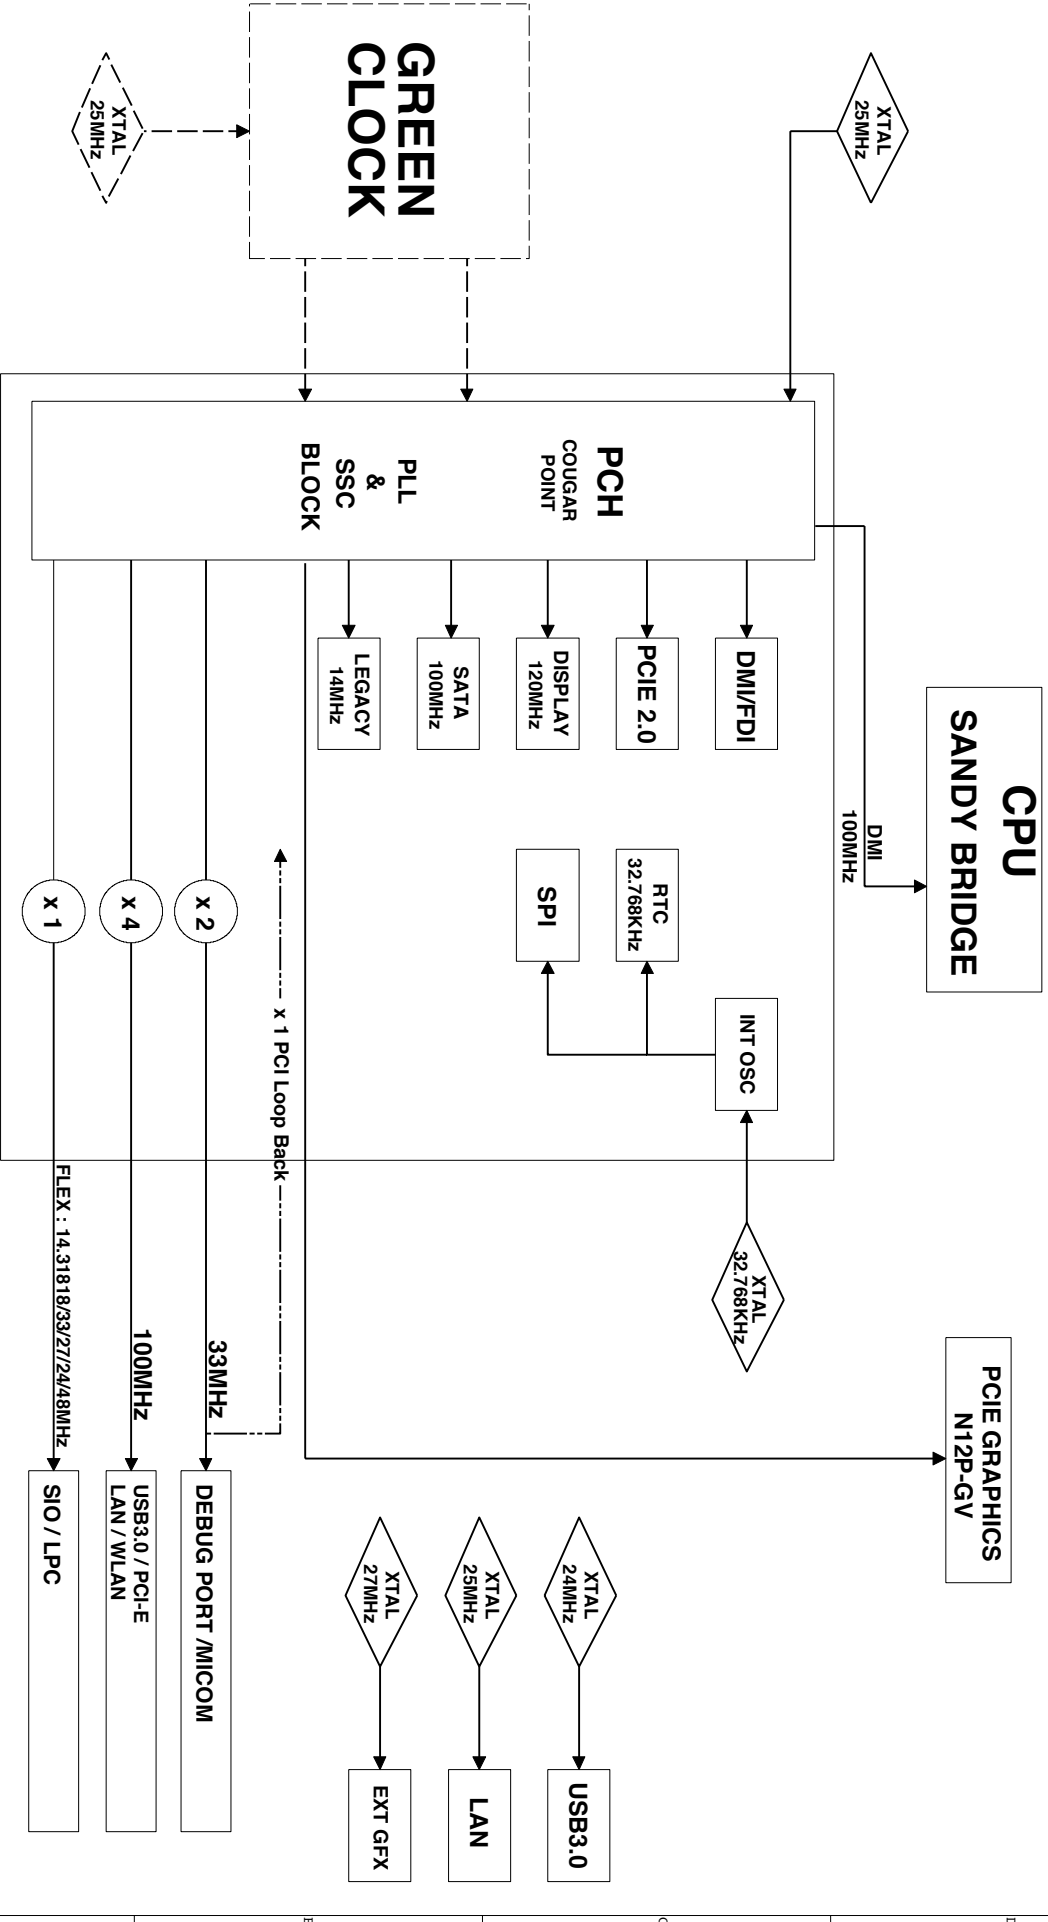 CPU
SANDY BRIDGE
PCIE GRAPHICS
N12P-GV
XTAL
25MHz
DMI
100MHz
DMI/FDI
INT OSC
XTAL
32.768KHz
PCH
COUGAR
POINT
PCIE 2.0
RTC
32.768KHz
DISPLAY
120MHz
SPI
XTAL
24MHz
USB3.0
SATA
100MHz
XTAL
25MHz
LAN
GREEN
CLOCK
PLL
&
SSC
BLOCK
LEGACY
14MHz
XTAL
27MHz
EXT GFX
x 1 PCI Loop Back
x 2
33MHz
DEBUG PORT /MICOM
XTAL
25MHz
x 4
100MHz
USB3.0 / PCI-E
LAN / WLAN
x 1
FLEX : 14.31818/33/27/24/48MHz
SIO / LPC